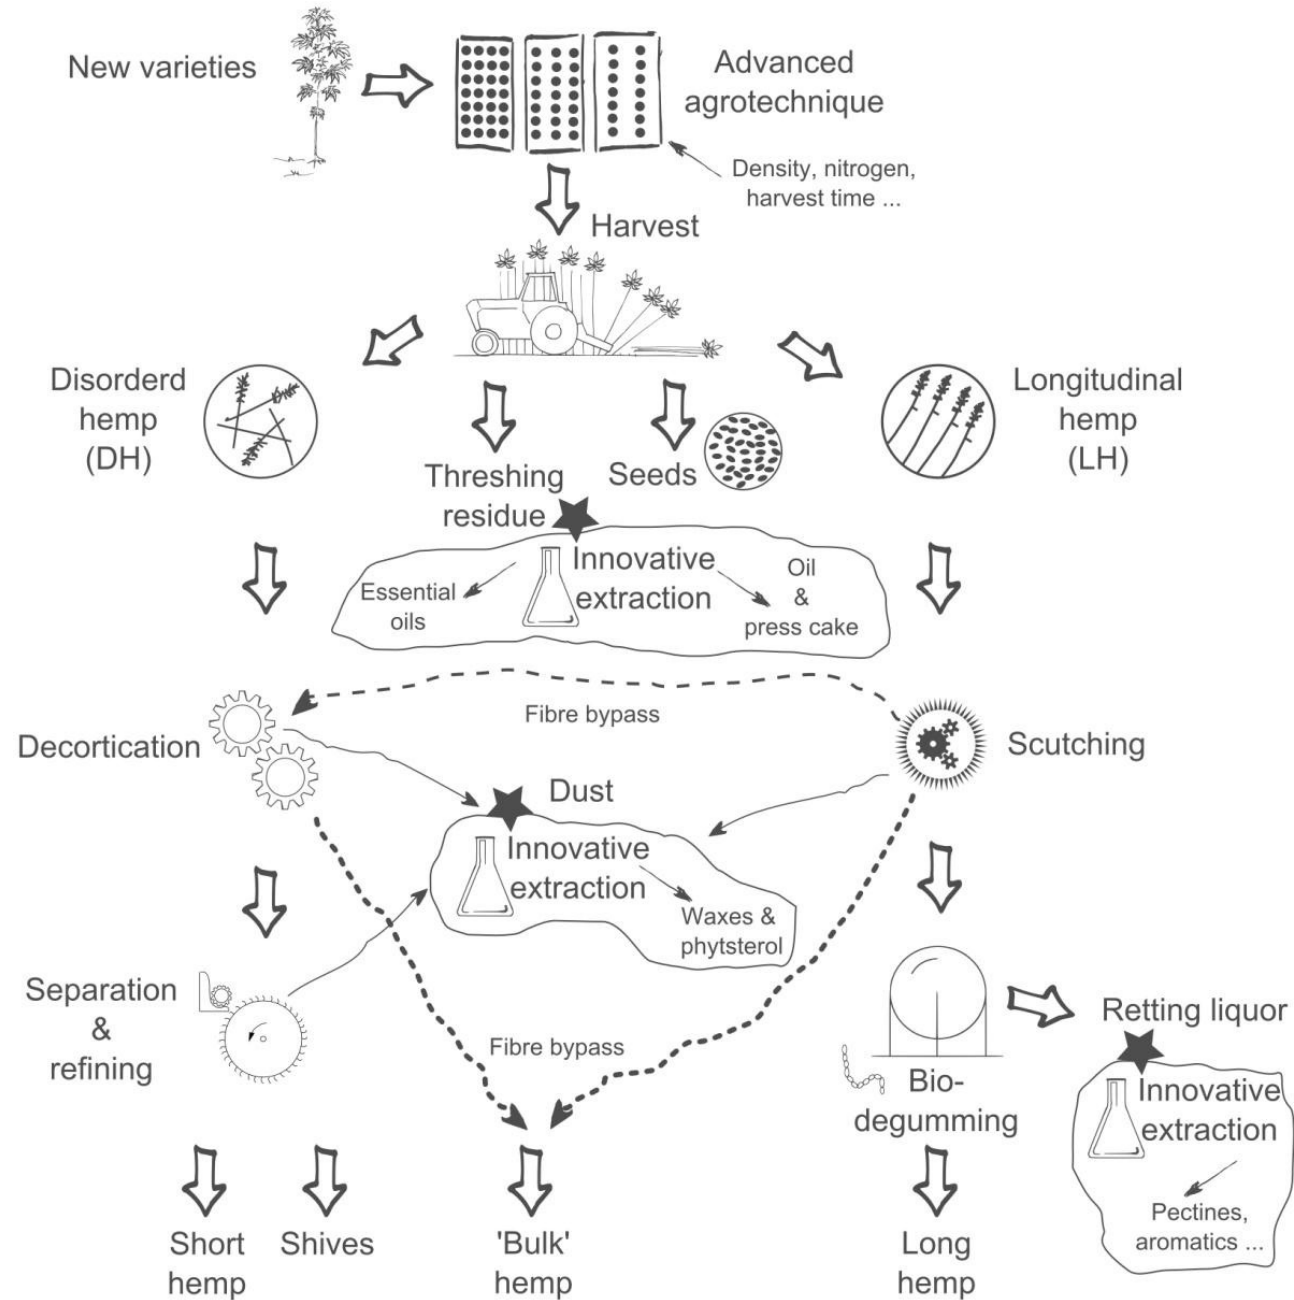 New varieties
Advanced
agrotechnique
Density, nitrogen,
harvest time ...
Harvest
Disorderd
hemp
(DH)
Threshing
residue
Seeds
Longitudinal
hemp
(LH)
Innovative
extraction
Essential
oils
Oil
&
press cake
Fibre bypass
Decortication
Scutching
Dust
Innovative
extraction
Waxes &
phytsterol
Separation
&
refining
Fibre bypass
Bio-
degumming
Retting liquor
Innovative
extraction
Pectines,
aromatics ...
Short
hemp
Shives
'Bulk'
hemp
Long
hemp